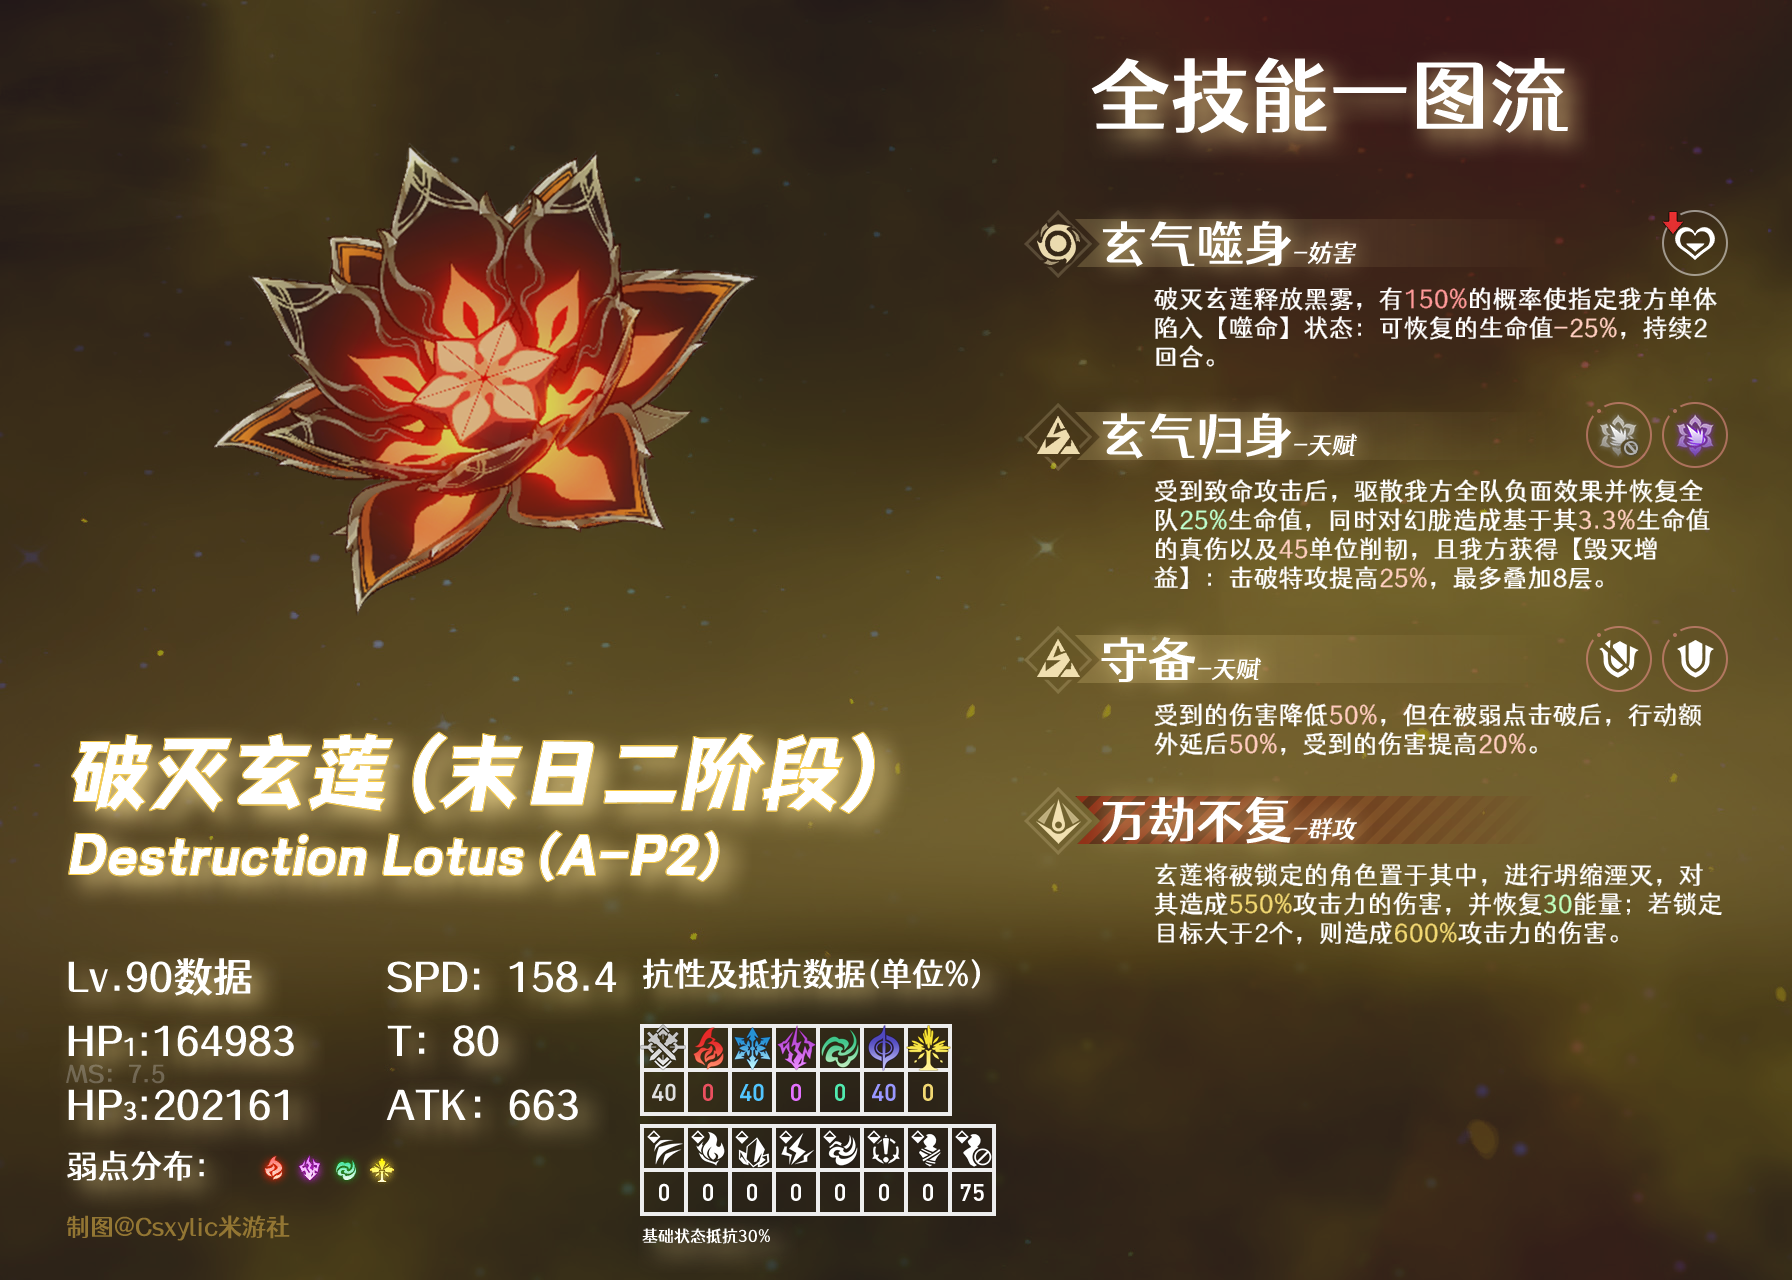 全技能一图流
玄气噬身-妨害
破灭玄莲释放黑雾，有150%的概率使指定我方单体
陷入【噬命】状态：可恢复的生命值-25%，持续2
回合。
玄气归身-天赋
受到致命攻击后，驱散我方全队负面效果并恢复全
队25%生命值，同时对幻胧造成基于其3.3%生命值
的真伤以及45单位削韧，且我方获得【毁灭增
益】：击破特攻提高25%，最多叠加8层。
守备-天赋
受到的伤害降低50%，但在被弱点击破后，行动额
外延后50%，受到的伤害提高20%。
万劫不复-群攻
玄莲将被锁定的角色置于其中，进行坍缩湮灭，对
其造成550%攻击力的伤害，并恢复30能量；若锁定
目标大于2个，则造成600%攻击力的伤害。
破灭玄莲（末日二阶段）
Destruction Lotus (A-P2)
Lv.90数据 SPD：158.4
HP1:164983 T：80
MS：7.5
HP3:202161 ATK：663
弱点分布：
制图@Csxylic米游社
抗性及抵抗数据(单位%)
40 0 40 0 0 40 0
0 0 0 0 0 0 0 75
基础状态抵抗30%